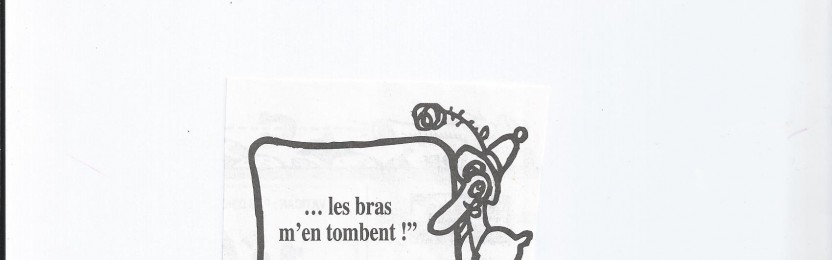 … les bras
m’en tombent !”